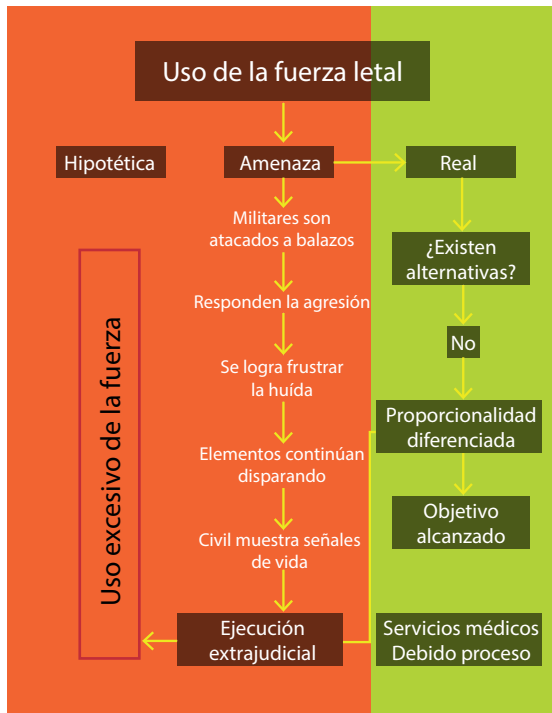 Uso de la fuerza letal
Hipotética
Amenaza
Real
Militares son
atacados a balazos
¿Existen
alternativas?
Responden la agresión
No
Se logra frustrar
la huída
Proporcionalidad
diferenciada
Elementos continúan
disparando
Objetivo
alcanzado
Civil muestra señales
de vida
Uso excesivo de la fuerza
Ejecución
extrajudicial
Servicios médicos
Debido proceso